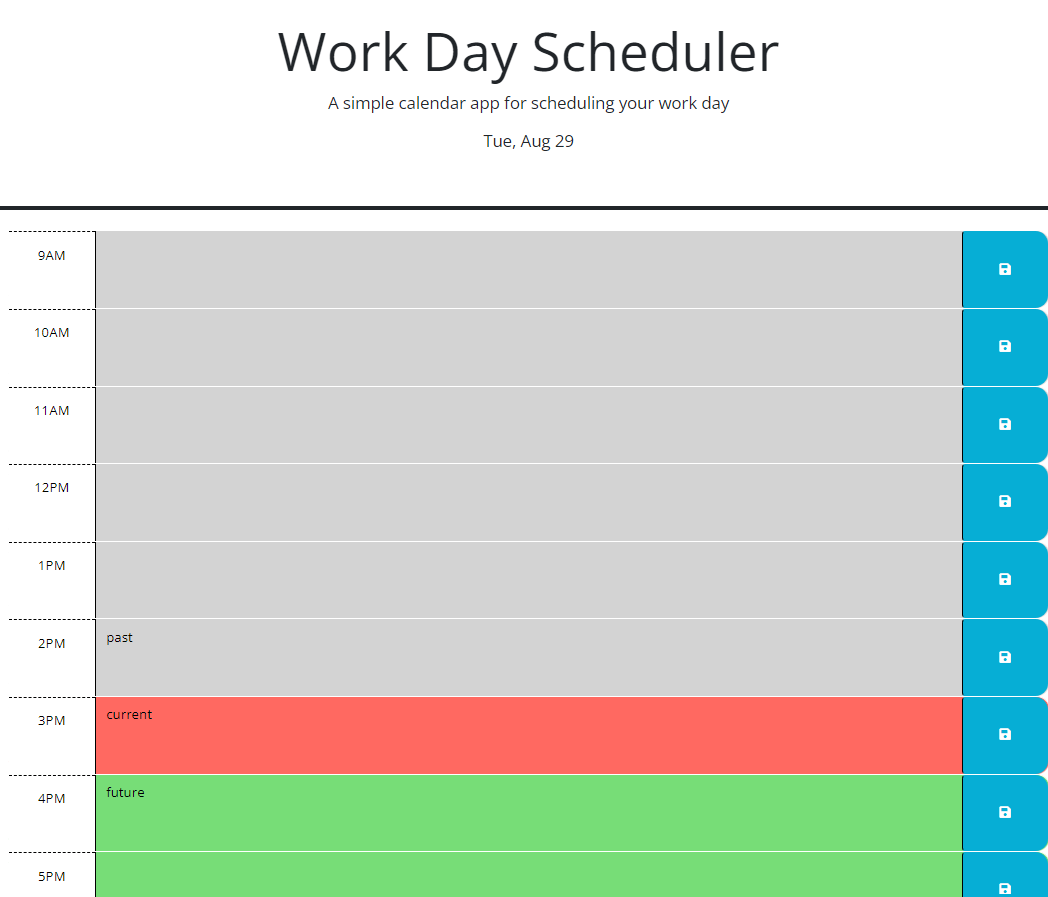 Work Day Scheduler
A simple calendar app for scheduling your work day
Tue, Aug 29
9AM
10AM
11AM
12PM
1PM
2PM
past
3PM
current
4PM
future
5PM